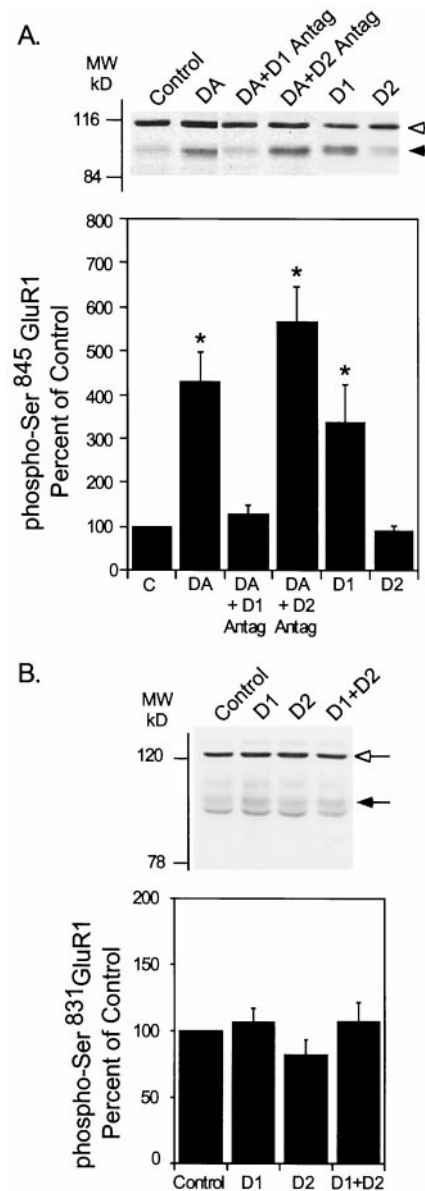 A.
MW
kD
Control
DA
DA+D1 Antag
DA+D2 Antag
D1
D2
116
84
phospho-Ser 845 GluR1
Percent of Control
800
700
600
500
400
300
200
100
0
*
*
*
C
DA
DA
+ D1
Antag
DA
+ D2
Antag
D1
D2
B.
MW
kD
Control
D1
D2
D1+D2
120
78
phospho-Ser 831GluR1
Percent of Control
200
150
100
50
0
Control
D1
D2
D1+D2